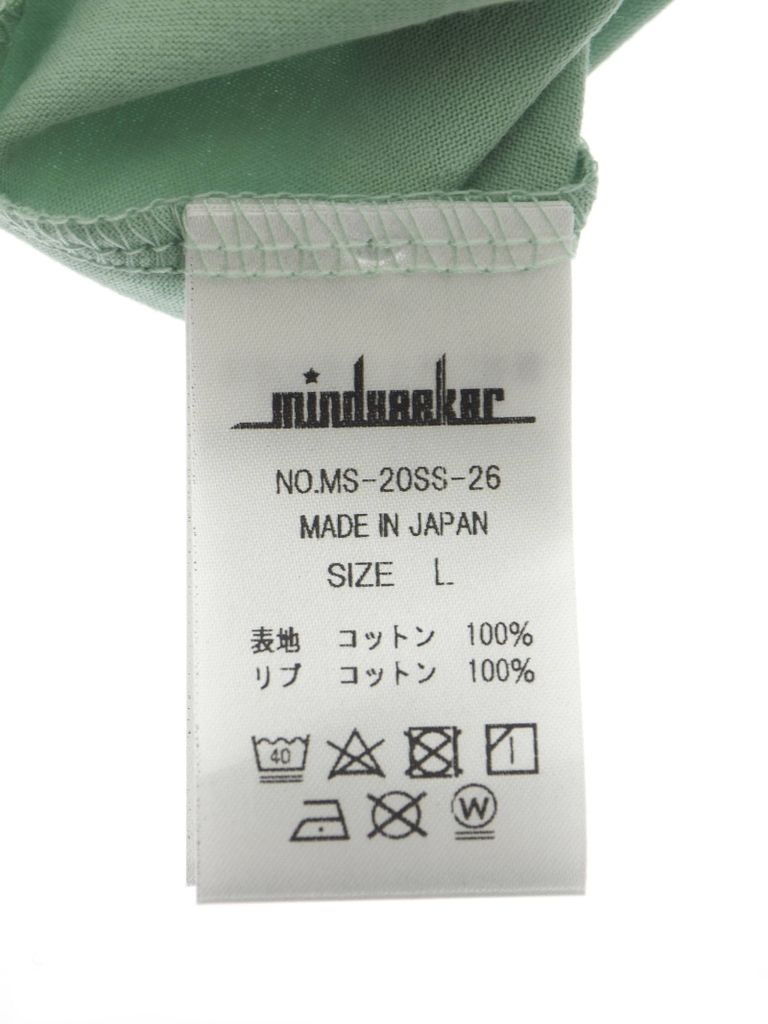 mindseeker
NO.MS-20SS-26
MADE IN JAPAN
SIZE L
表地 コットン 100%
リブ コットン 100%
40
W